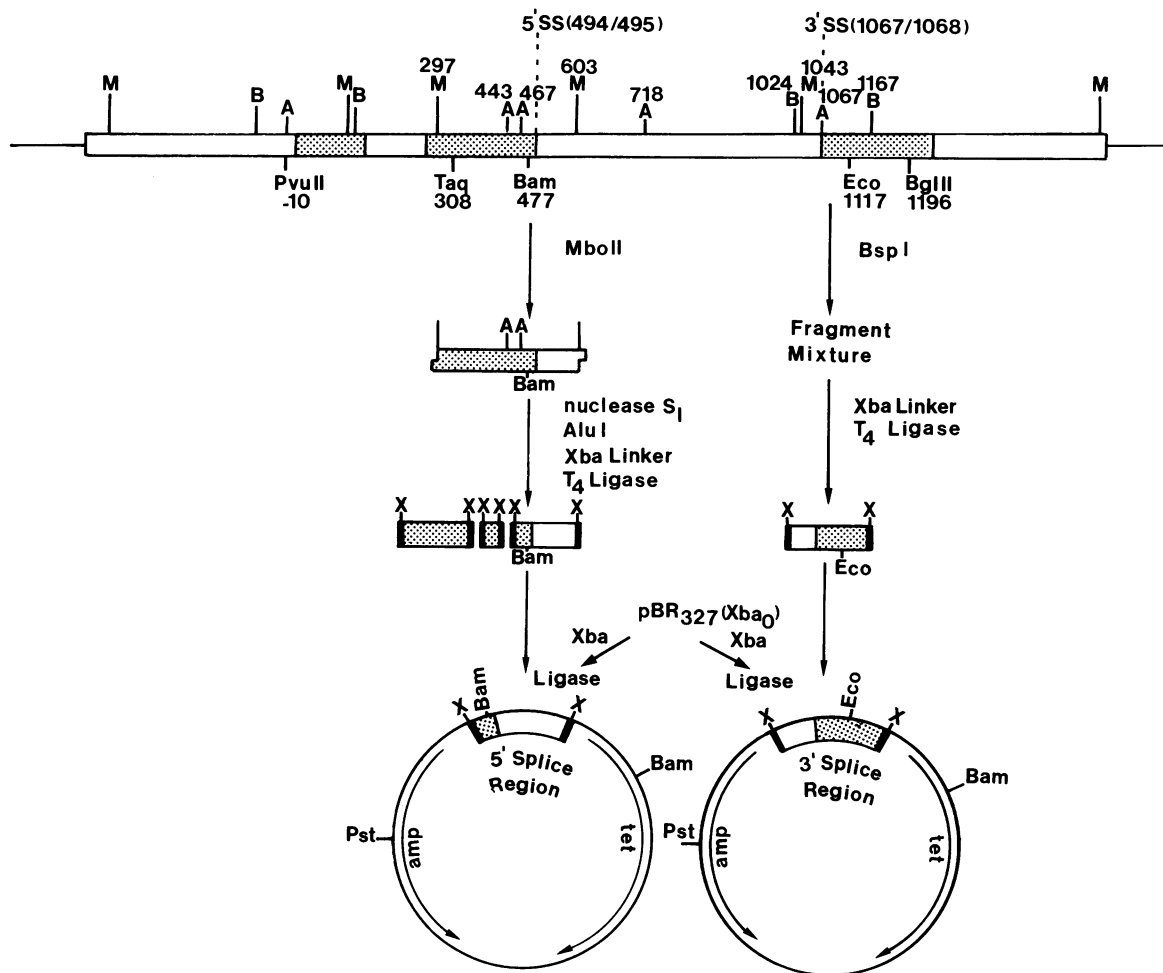 5' SS(494/495)
3' SS(1067/1068)
M
B
A
M
B
297
M
443
A
467
A
603
M
718
A
1024
B
1043
M
1067
A
1167
B
M
PvuII
-10
Taq
308
Bam
477
Eco
1117
BglII
1196
MboII
BspI
A A
Bam
Fragment
Mixture
nuclease S1
AluI
Xba Linker
T4 Ligase
Xba Linker
T4 Ligase
X X X X X X
Bam
X X
Eco
pBR327(Xba0)
Xba
Xba
Ligase
Ligase
X
Bam
X
5' Splice
Region
Bam
Pst
amp
tet
X
Eco
X
3' Splice
Region
Bam
Pst
amp
tet